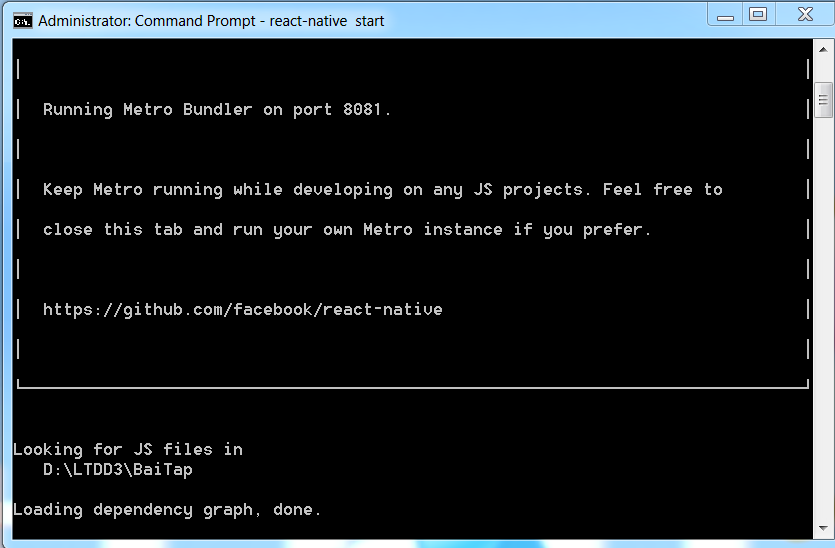 Administrator: Command Prompt - react-native  start
Running Metro Bundler on port 8081.
Keep Metro running while developing on any JS projects. Feel free to
close this tab and run your own Metro instance if you prefer.
https://github.com/facebook/react-native
Looking for JS files in
D:\LTDD3\BaiTap
Loading dependency graph, done.